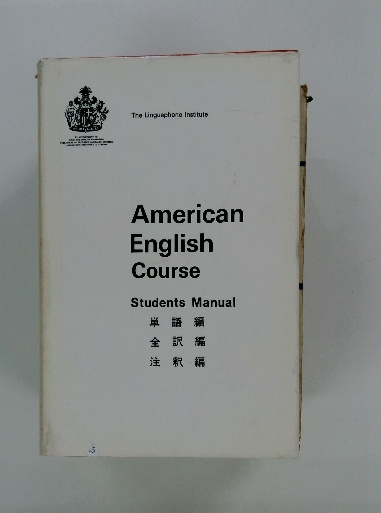 The Linguaphone Institute
American
English
Course
Students Manual
単語編
全訳編
注釈編